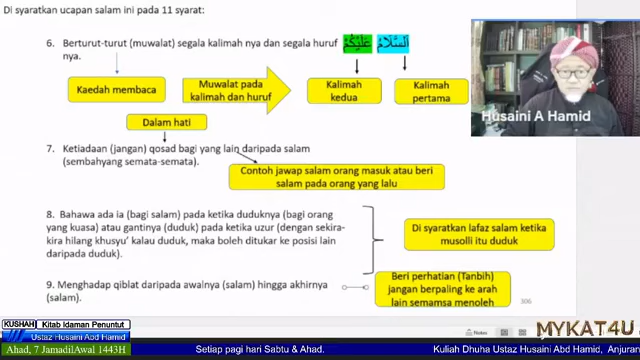 Di syaratkan ucapan salam ini pada 11 syarat:
6. Berturut-turut (muwalat) segala kalimah nya dan segala huruf
nya.
اَلسَّلَامُ عَلَيْكُمْ
Kaedah membaca
Muwalat pada
kalimah dan huruf
Kalimah
kedua
Kalimah
pertama
Husaini A Hamid
Dalam hati
7. Ketiadaan (jangan) qosad bagi yang lain daripada salam
(sembahyang semata-semata).
Contoh jawap salam orang masuk atau beri
salam pada orang yang lalu
8. Bahawa ada ia (bagi salam) pada ketika duduknya (bagi orang
yang kuasa) atau gantinya (duduk) pada ketika uzur (dengan sekira-
kira hilang khusyu' kalau duduk, maka boleh ditukar ke posisi lain
daripada duduk).
Di syaratkan lafaz salam ketika
musolli itu duduk
9. Menghadap qiblat daripada awalnya (salam) hingga akhirnya
(salam).
Beri perhatian (Tanbih)
jangan berpaling ke arah
lain semamsa menoleh
306
Notes
MYKAT4U
KUSHAH Kitab Idaman Penuntut
Ustaz Husaini Abd Hamid
Ahad, 7 JamadilAwal 1443H
Setiap pagi hari Sabtu & Ahad.
Kuliah Dhuha Ustaz Husaini Abd Hamid, Anjuran